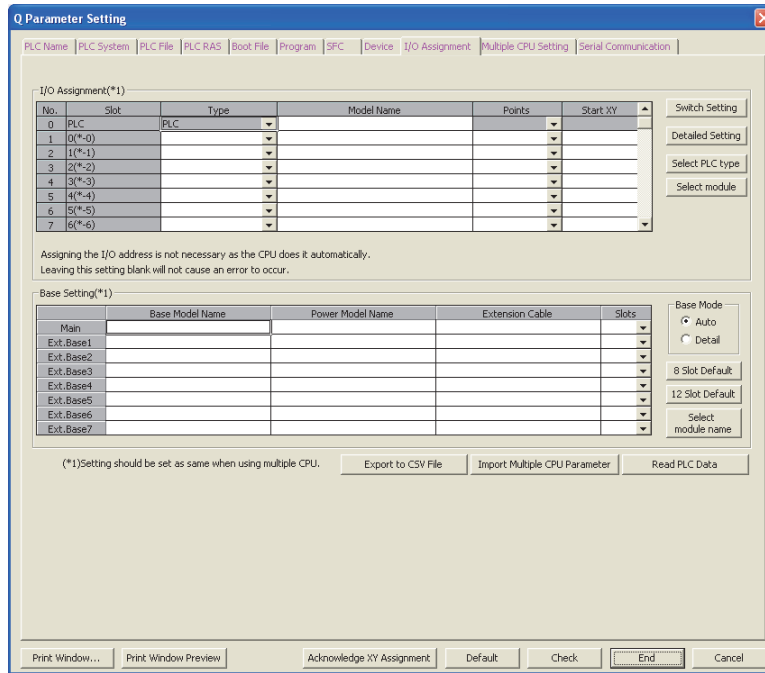 Q Parameter Setting
PLC Name PLC System PLC File PLC RAS Boot File Program SFC Device I/O Assignment Multiple CPU Setting Serial Communication
I/O Assignment(*1)
No. Slot Type Model Name Points Start XY
0 PLC PLC
1 0(*-0)
2 1(*-1)
3 2(*-2)
4 3(*-3)
5 4(*-4)
6 5(*-5)
7 6(*-6)
Switch Setting
Detailed Setting
Select PLC type
Select module
Assigning the I/O address is not necessary as the CPU does it automatically.
Leaving this setting blank will not cause an error to occur.
Base Setting(*1)
Base Model Name Power Model Name Extension Cable Slots
Main
Ext.Base1
Ext.Base2
Ext.Base3
Ext.Base4
Ext.Base5
Ext.Base6
Ext.Base7
Base Mode
Auto
Detail
8 Slot Default
12 Slot Default
Select
module name
(*1)Setting should be set as same when using multiple CPU.
Export to CSV File Import Multiple CPU Parameter Read PLC Data
Print Window... Print Window Preview Acknowledge XY Assignment Default Check End Cancel